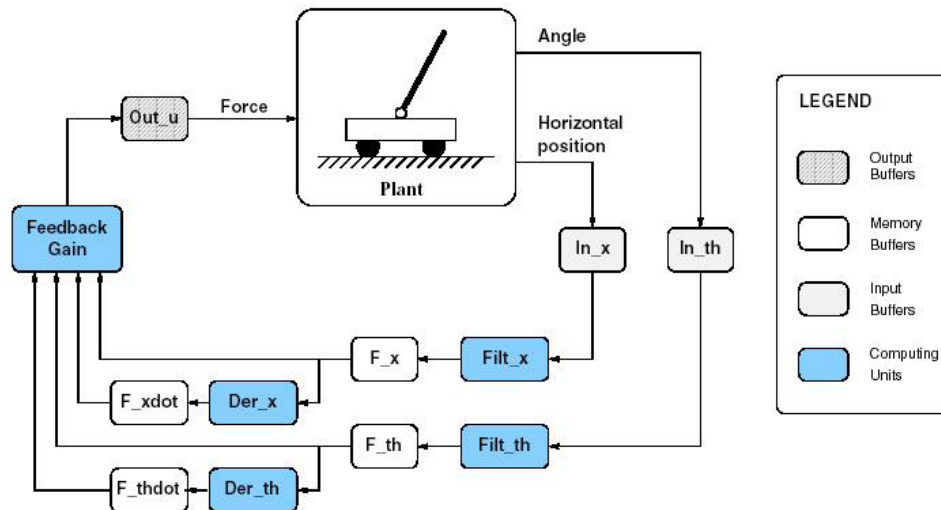 Angle
Out_u
Force
Horizontal
position
Plant
Feedback
Gain
In_x
In_th
F_x
Filt_x
F_xdot
Der_x
F_th
Filt_th
F_thdot
Der_th
LEGEND
Output
Buffers
Memory
Buffers
Input
Buffers
Computing
Units